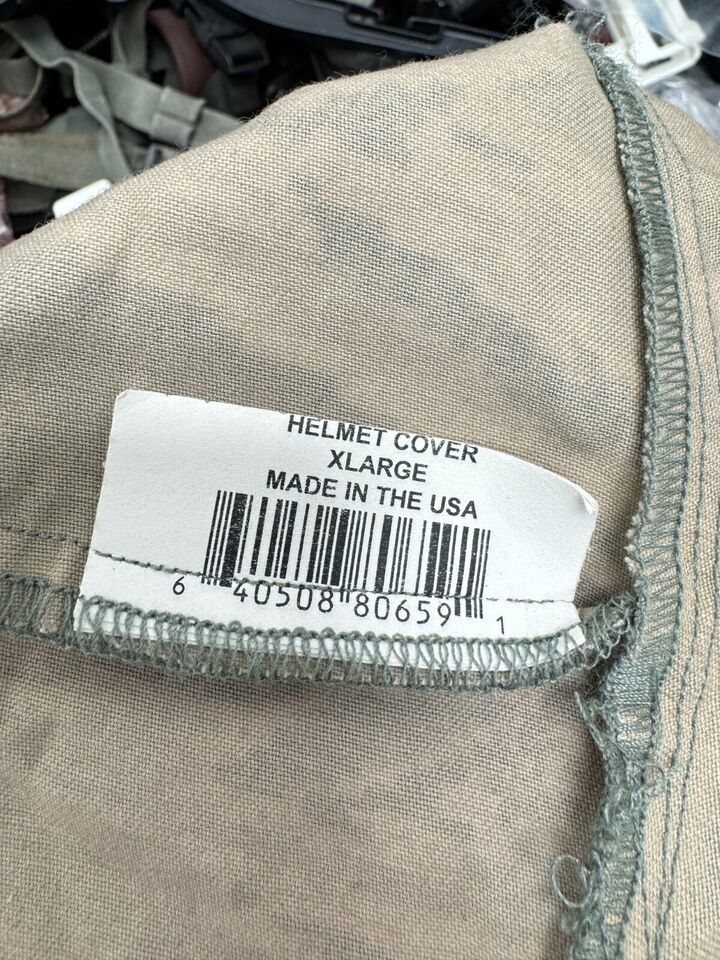 HELMET COVER
XLARGE
MADE IN THE USA
6 40508 80659 1